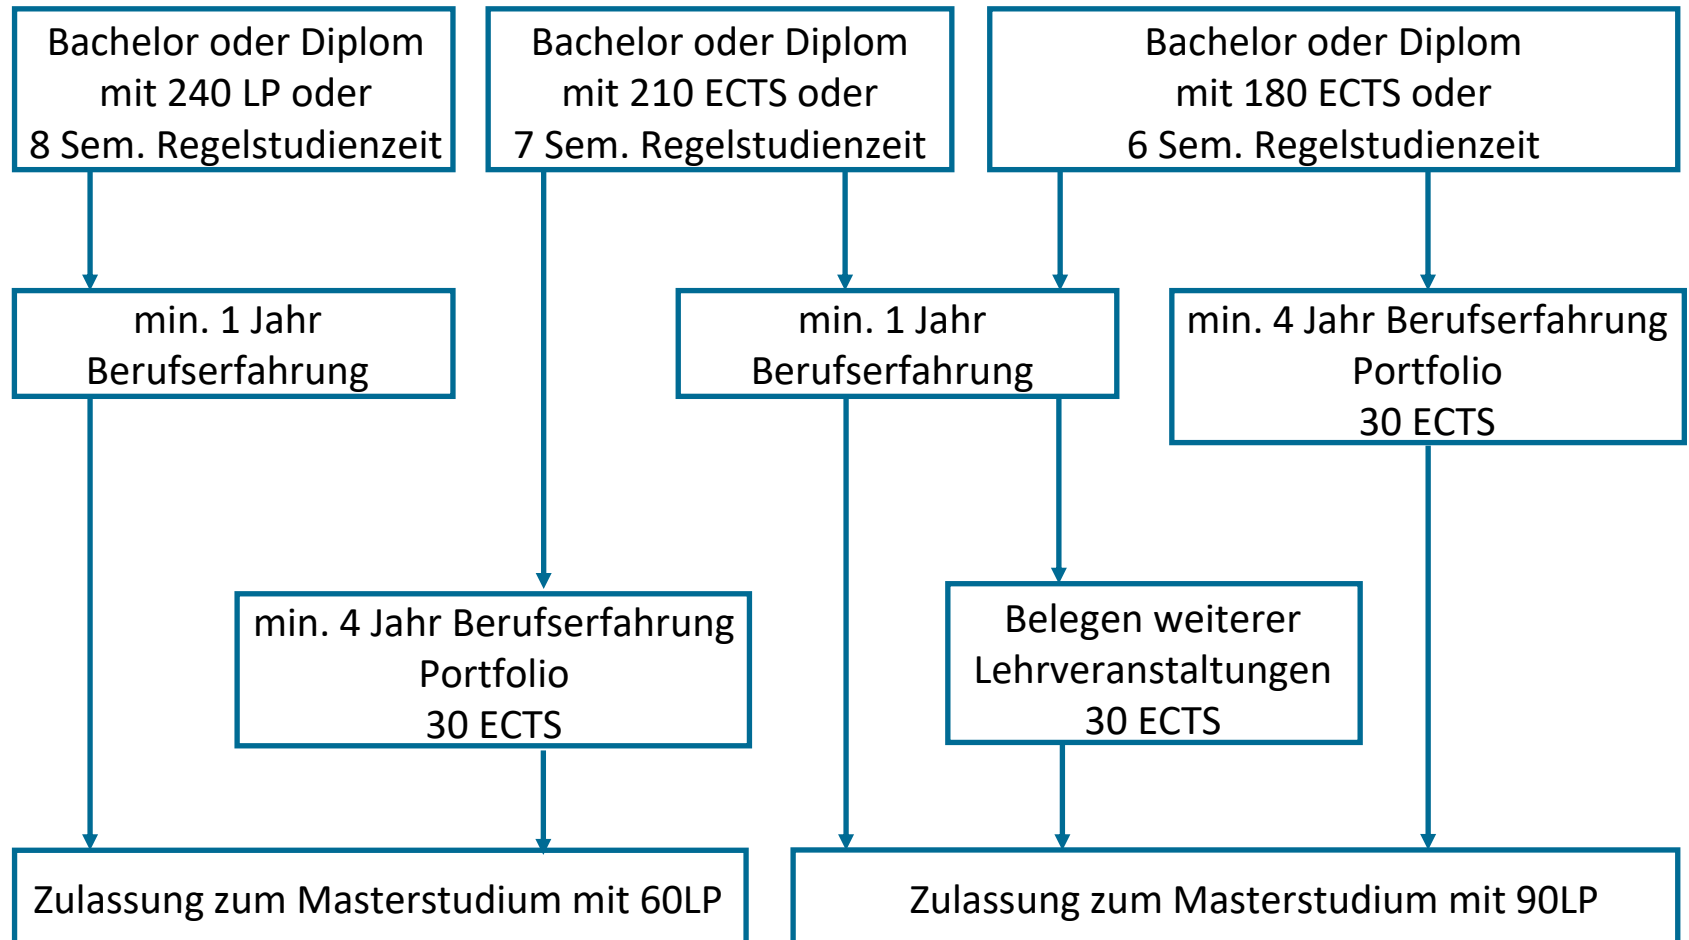 Bachelor oder Diplom
mit 240 LP oder
8 Sem. Regelstudienzeit
Bachelor oder Diplom
mit 210 ECTS oder
7 Sem. Regelstudienzeit
Bachelor oder Diplom
mit 180 ECTS oder
6 Sem. Regelstudienzeit
min. 1 Jahr
Berufserfahrung
min. 1 Jahr
Berufserfahrung
min. 4 Jahr Berufserfahrung
Portfolio
30 ECTS
min. 4 Jahr Berufserfahrung
Portfolio
30 ECTS
Belegen weiterer
Lehrveranstaltungen
30 ECTS
Zulassung zum Masterstudium mit 60LP
Zulassung zum Masterstudium mit 90LP